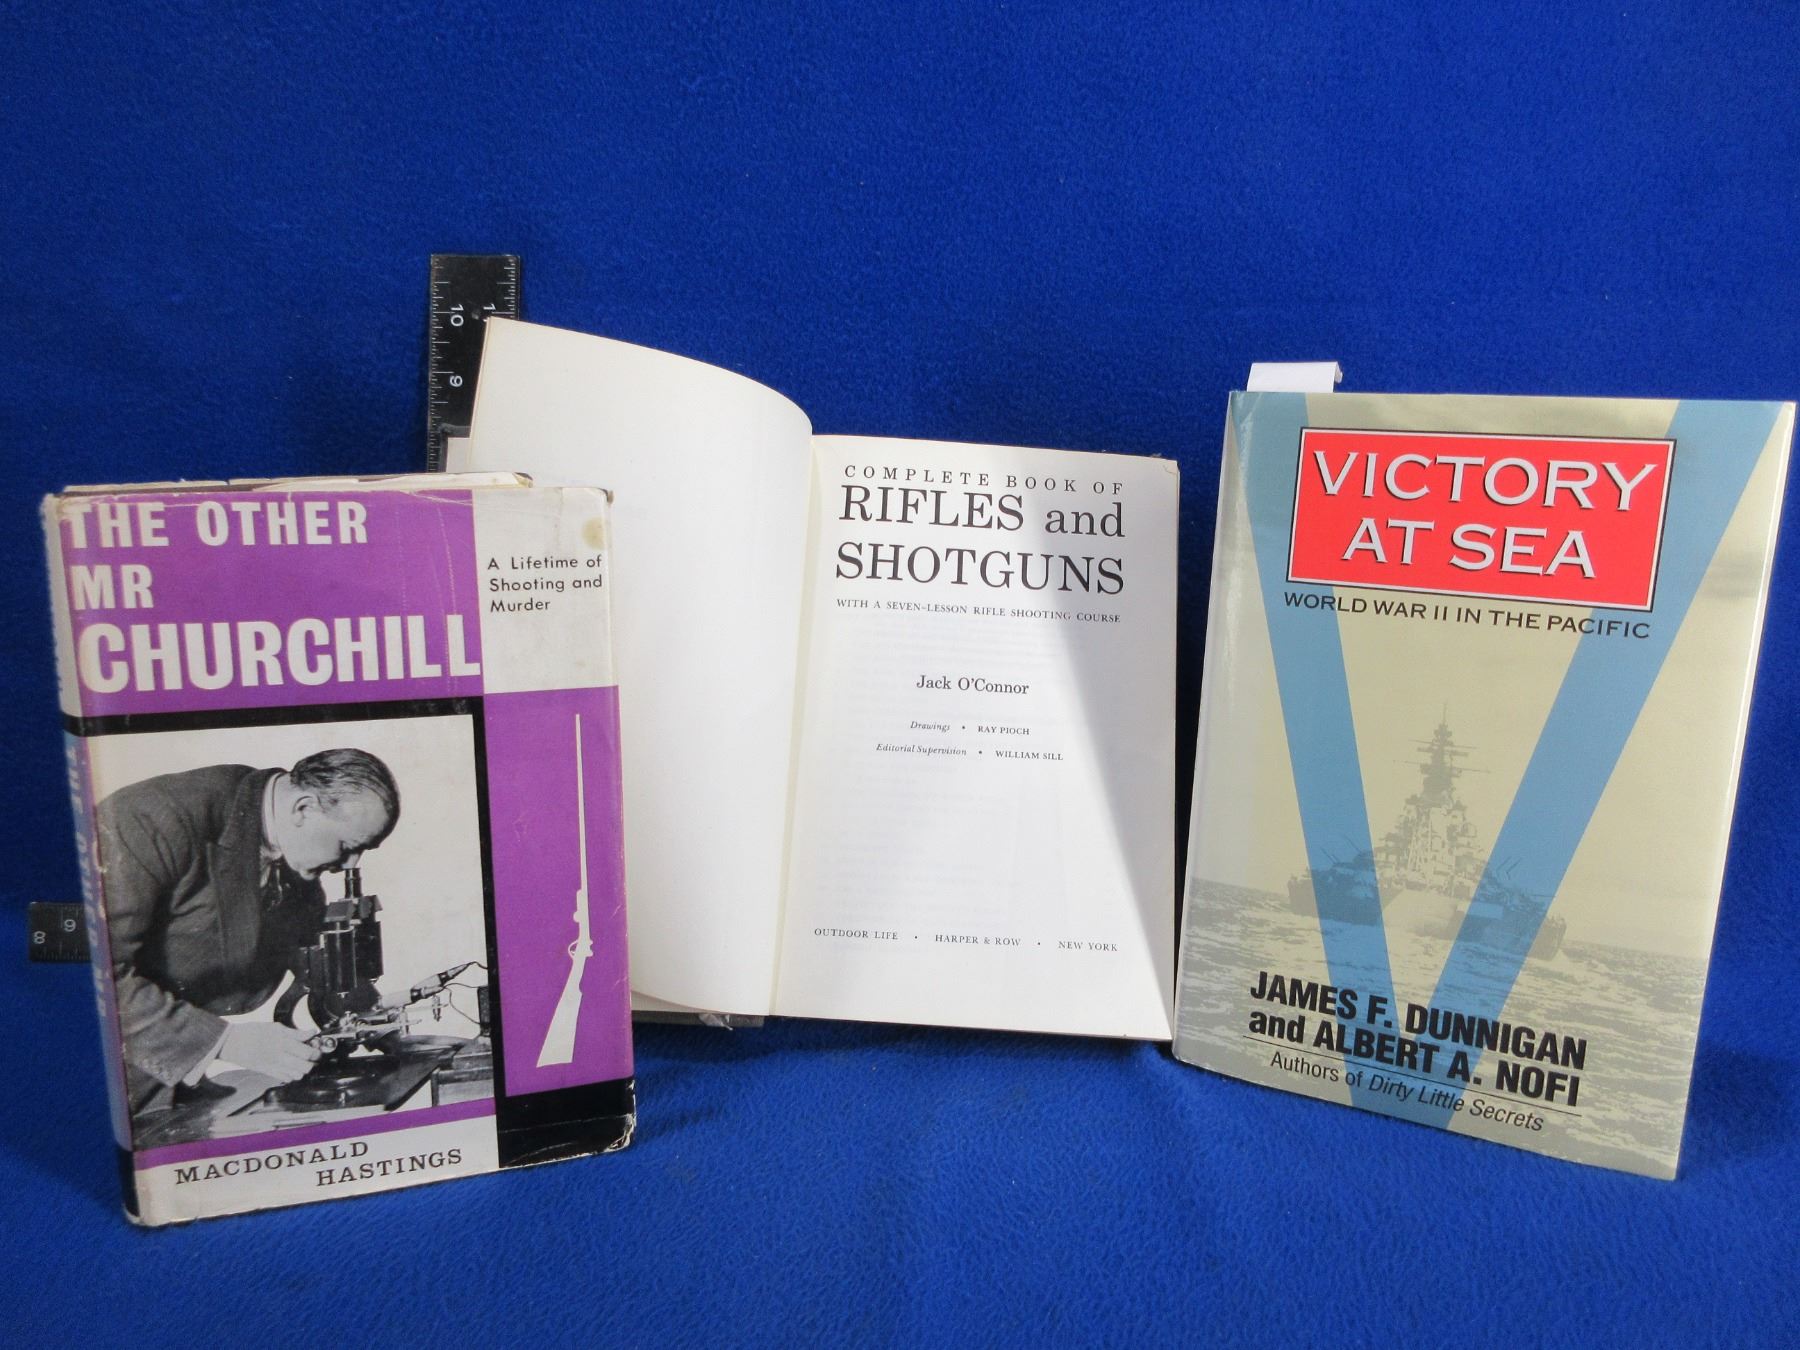 THE OTHER
MR
CHURCHILL
A Lifetime of
Shooting and
Murder
MACDONALD
HASTINGS
10
9
COMPLETE BOOK OF
RIFLES and
SHOTGUNS
WITH A SEVEN-LESSON RIFLE SHOOTING COURSE
Jack O'Connor
Drawings • RAY PIOCH
Editorial Supervision • WILLIAM SILL
OUTDOOR LIFE • HARPER & ROW • NEW YORK
VICTORY
AT SEA
WORLD WAR II IN THE PACIFIC
JAMES F. DUNNIGAN
and ALBERT A. NOFI
Authors of Dirty Little Secrets
8